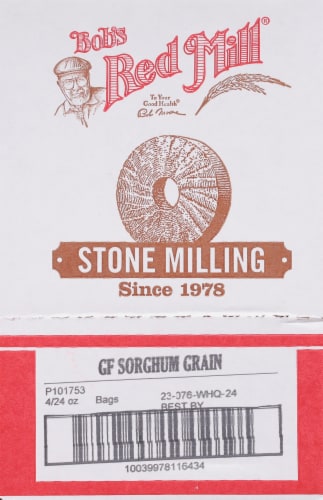 Bob's
Red Mill®
To Your
Good Health®
Bob Moore
· STONE MILLING ·
Since 1978
GF SORGHUM GRAIN
P101753
4/24 oz Bags 23-076-WHQ-24
BEST BY
10039978116434